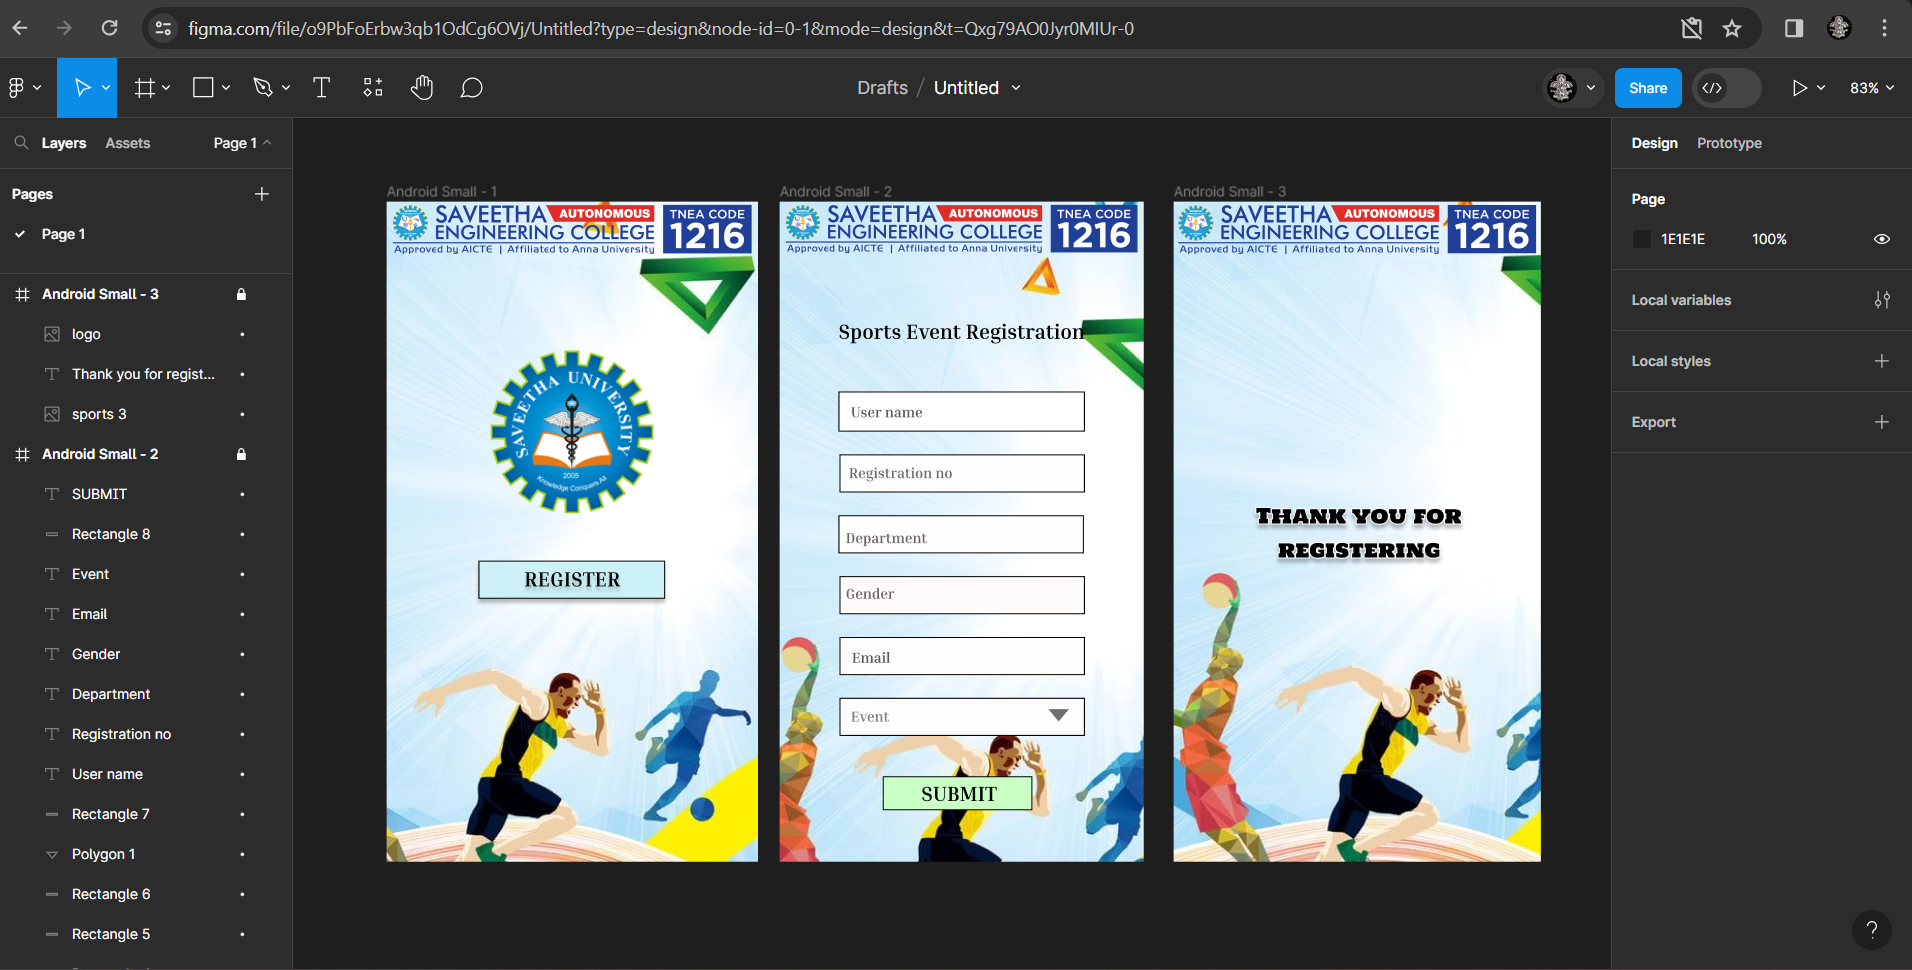 figma.com/file/o9PbFoErbw3qb1OdCg6OVj/Untitled?type=design&node-id=0-1&mode=design&t=Qxg79AO0Jyr0MIUr-0
Drafts / Untitled
Share
83%
Layers
Assets
Page 1
Pages
Page 1
Android Small - 3
logo
Thank you for regist...
sports 3
Android Small - 2
SUBMIT
Rectangle 8
Event
Email
Gender
Department
Registration no
User name
Rectangle 7
Polygon 1
Rectangle 6
Rectangle 5
Android Small - 1
SAVEETHA AUTONOMOUS
ENGINEERING COLLEGE
Approved by AICTE | Affiliated to Anna University
TNEA CODE
1216
SAVEETHA UNIVERSITY
2005
Knowledge Conquers All
REGISTER
Android Small - 2
SAVEETHA AUTONOMOUS
ENGINEERING COLLEGE
Approved by AICTE | Affiliated to Anna University
TNEA CODE
1216
Sports Event Registration
User name
Registration no
Department
Gender
Email
Event
SUBMIT
Android Small - 3
SAVEETHA AUTONOMOUS
ENGINEERING COLLEGE
Approved by AICTE | Affiliated to Anna University
TNEA CODE
1216
THANK YOU FOR
REGISTERING
Design
Prototype
Page
1E1E1E
100%
Local variables
Local styles
Export
?